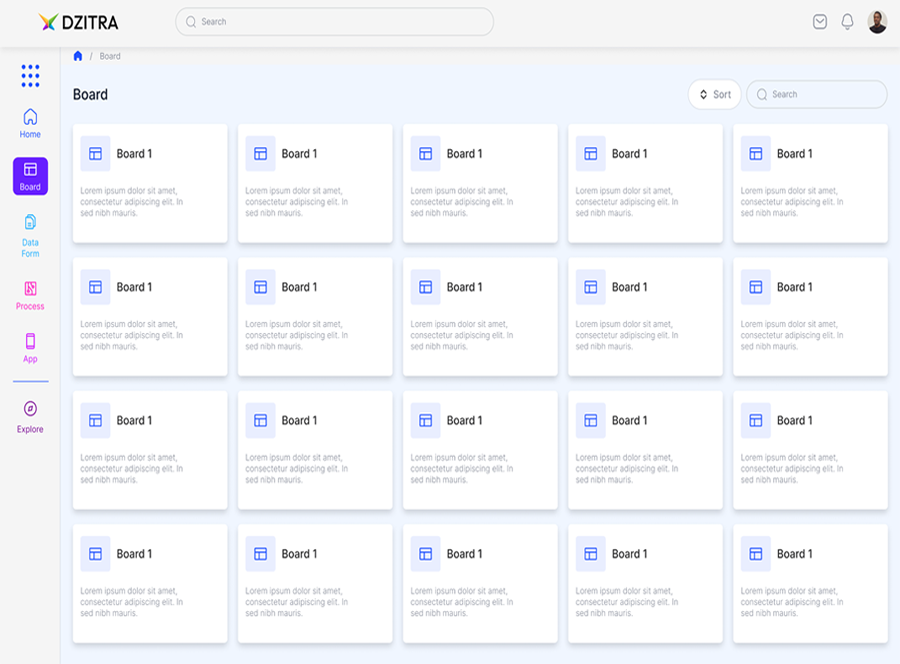 DZITRA
Search
/ Board
Board
Sort
Search
Home
Board
Data
Form
Process
App
Explore
Board 1
Lorem ipsum dolor sit amet,
consectetur adipiscing elit. In
sed nibh mauris.
Board 1
Lorem ipsum dolor sit amet,
consectetur adipiscing elit. In
sed nibh mauris.
Board 1
Lorem ipsum dolor sit amet,
consectetur adipiscing elit. In
sed nibh mauris.
Board 1
Lorem ipsum dolor sit amet,
consectetur adipiscing elit. In
sed nibh mauris.
Board 1
Lorem ipsum dolor sit amet,
consectetur adipiscing elit. In
sed nibh mauris.
Board 1
Lorem ipsum dolor sit amet,
consectetur adipiscing elit. In
sed nibh mauris.
Board 1
Lorem ipsum dolor sit amet,
consectetur adipiscing elit. In
sed nibh mauris.
Board 1
Lorem ipsum dolor sit amet,
consectetur adipiscing elit. In
sed nibh mauris.
Board 1
Lorem ipsum dolor sit amet,
consectetur adipiscing elit. In
sed nibh mauris.
Board 1
Lorem ipsum dolor sit amet,
consectetur adipiscing elit. In
sed nibh mauris.
Board 1
Lorem ipsum dolor sit amet,
consectetur adipiscing elit. In
sed nibh mauris.
Board 1
Lorem ipsum dolor sit amet,
consectetur adipiscing elit. In
sed nibh mauris.
Board 1
Lorem ipsum dolor sit amet,
consectetur adipiscing elit. In
sed nibh mauris.
Board 1
Lorem ipsum dolor sit amet,
consectetur adipiscing elit. In
sed nibh mauris.
Board 1
Lorem ipsum dolor sit amet,
consectetur adipiscing elit. In
sed nibh mauris.
Board 1
Lorem ipsum dolor sit amet,
consectetur adipiscing elit. In
sed nibh mauris.
Board 1
Lorem ipsum dolor sit amet,
consectetur adipiscing elit. In
sed nibh mauris.
Board 1
Lorem ipsum dolor sit amet,
consectetur adipiscing elit. In
sed nibh mauris.
Board 1
Lorem ipsum dolor sit amet,
consectetur adipiscing elit. In
sed nibh mauris.
Board 1
Lorem ipsum dolor sit amet,
consectetur adipiscing elit. In
sed nibh mauris.